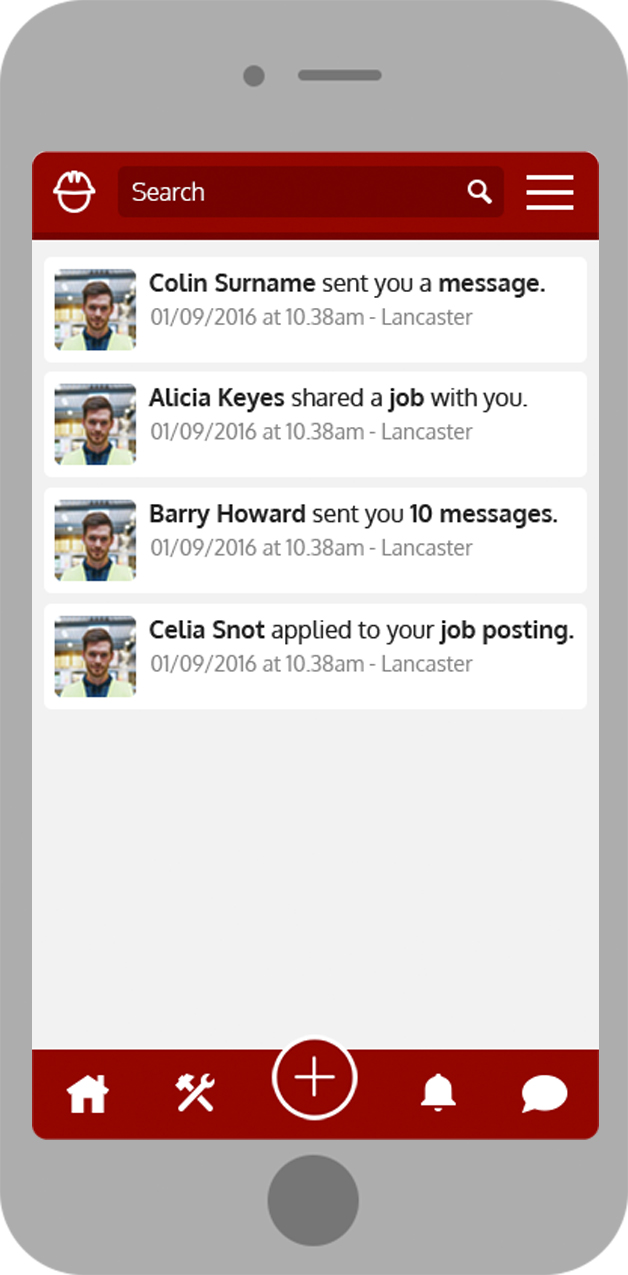 Search
Colin Surname sent you a message.
01/09/2016 at 10.38am - Lancaster
Alicia Keyes shared a job with you.
01/09/2016 at 10.38am - Lancaster
Barry Howard sent you 10 messages.
01/09/2016 at 10.38am - Lancaster
Celia Snot applied to your job posting.
01/09/2016 at 10.38am - Lancaster